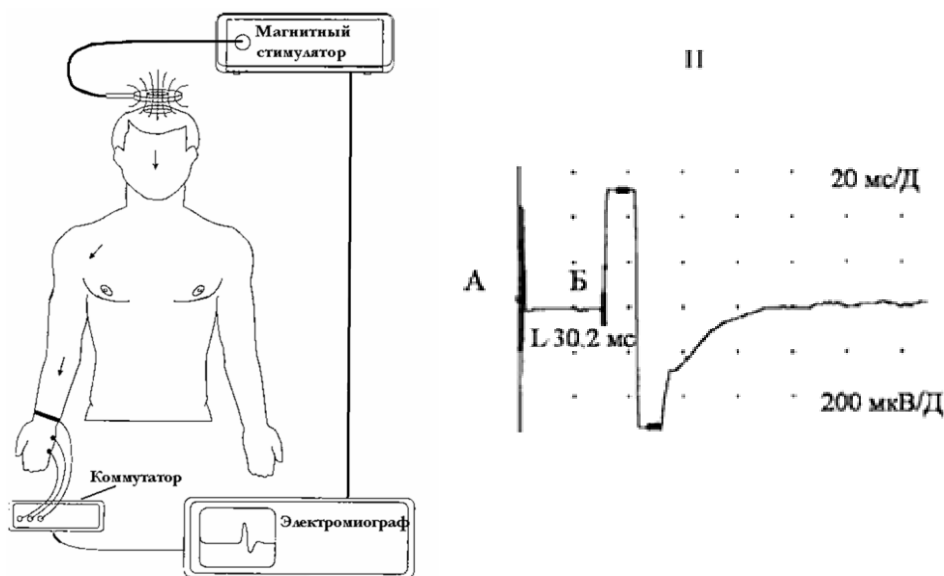 Магнитный
стимулятор
Коммутатор
Электромиограф
II
20 мс/Д
А
Б
L 30.2 мс
200 мкВ/Д